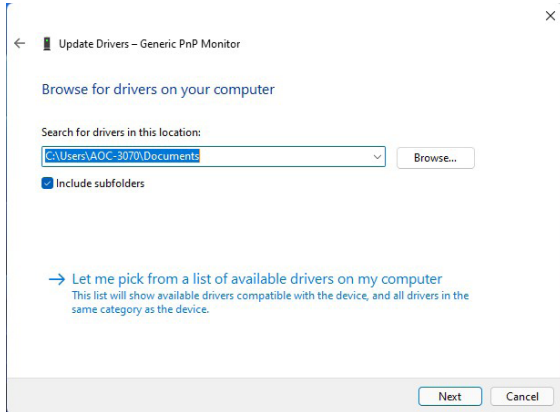 Update Drivers – Generic PnP Monitor
Browse for drivers on your computer
Search for drivers in this location:
C:\Users\AOC-3070\Documents
Browse...
Include subfolders
Let me pick from a list of available drivers on my computer
This list will show available drivers compatible with the device, and all drivers in the
same category as the device.
Next
Cancel